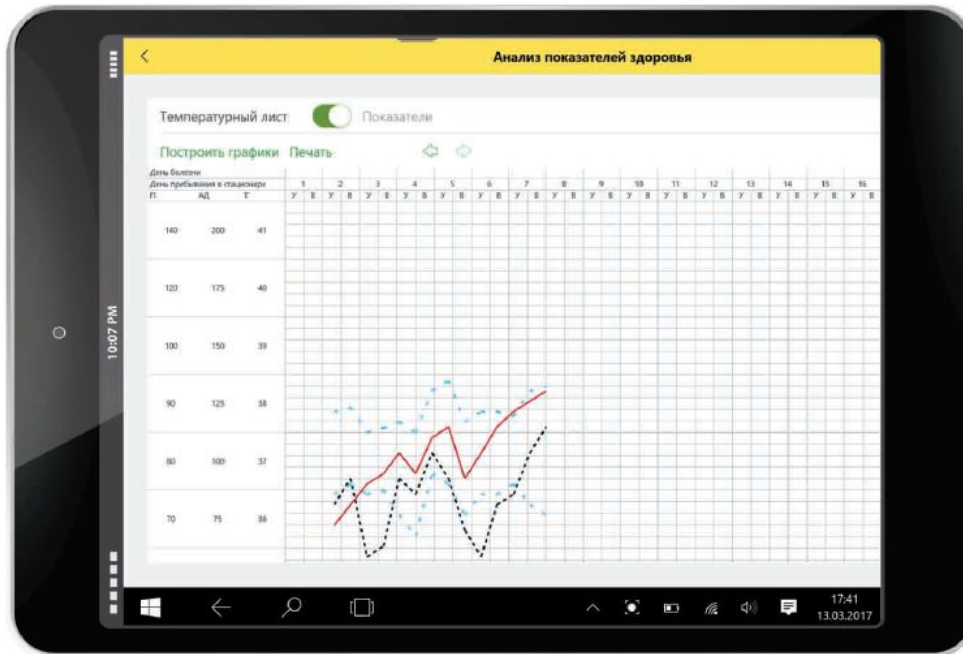 10:07 PM
Анализ показателей здоровья
Температурный лист Показатели
Построить графики Печать
День болезни
День пребывания в стационаре 1 2 3 4 5 6 7 8 9 10 11 12 13 14 15 16
П АД Т У В У В У В У В У В У В У В У В У В У В У В У В У В У В У В У В
140 200 41
120 175 40
100 150 39
90 125 38
80 100 37
70 75 36
17:41
13.03.2017